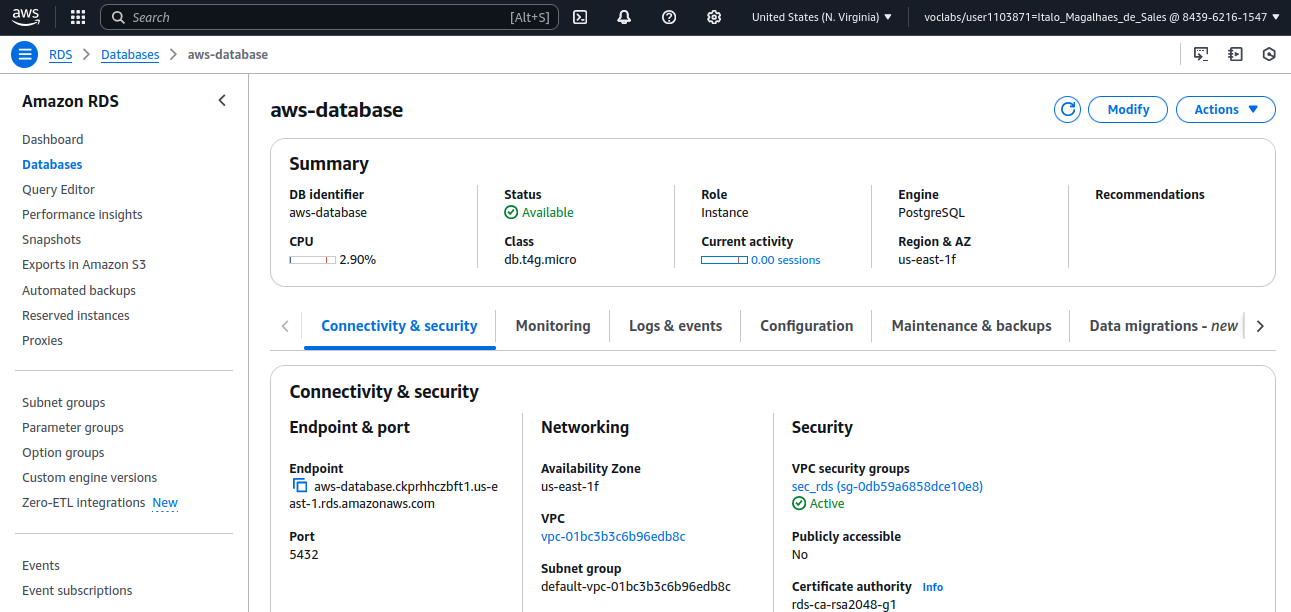 aws
Search
[Alt+S]
United States (N. Virginia)
voclabs/user1103871=Italo_Magalhaes_de_Sales @ 8439-6216-1547
RDS
Databases
aws-database
Amazon RDS
Dashboard
Databases
Query Editor
Performance insights
Snapshots
Exports in Amazon S3
Automated backups
Reserved instances
Proxies
Subnet groups
Parameter groups
Option groups
Custom engine versions
Zero-ETL integrations New
Events
Event subscriptions
aws-database
Modify
Actions
Summary
DB identifier
aws-database
CPU
2.90%
Status
Available
Class
db.t4g.micro
Role
Instance
Current activity
0.00 sessions
Engine
PostgreSQL
Region & AZ
us-east-1f
Recommendations
Connectivity & security
Monitoring
Logs & events
Configuration
Maintenance & backups
Data migrations - new
Connectivity & security
Endpoint & port
Endpoint
aws-database.ckprhhczbft1.us-e
ast-1.rds.amazonaws.com
Port
5432
Networking
Availability Zone
us-east-1f
VPC
vpc-01bc3b3c6b96edb8c
Subnet group
default-vpc-01bc3b3c6b96edb8c
Security
VPC security groups
sec_rds (sg-0db59a6858dce10e8)
Active
Publicly accessible
No
Certificate authority Info
rds-ca-rsa2048-g1